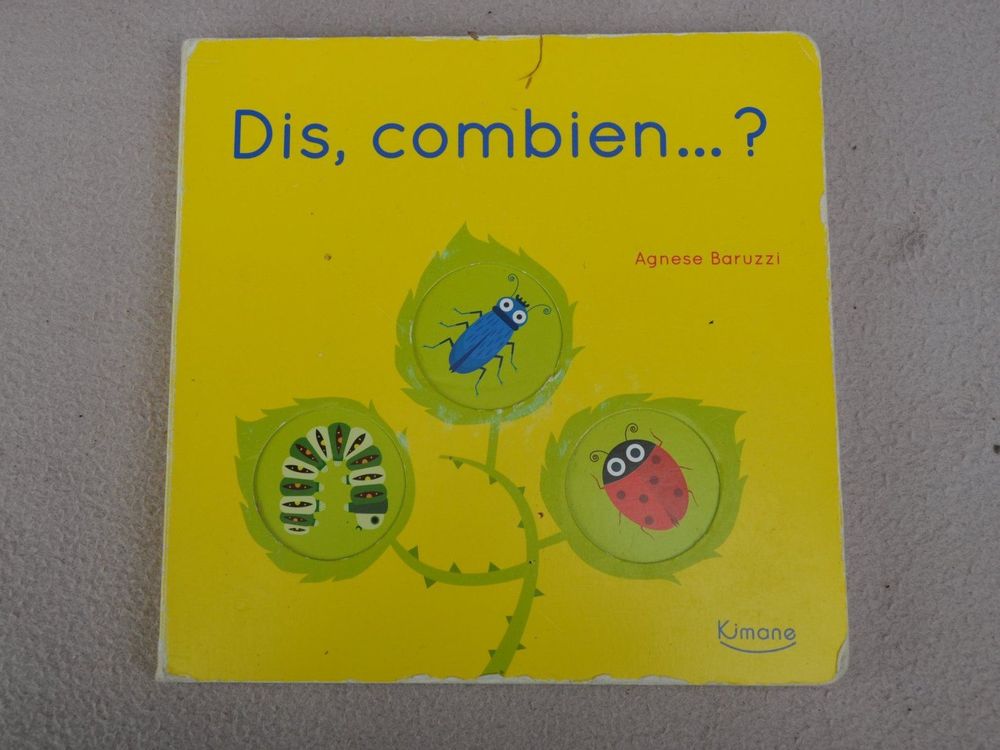 Dis, combien...?
Agnese Baruzzi
Kimane